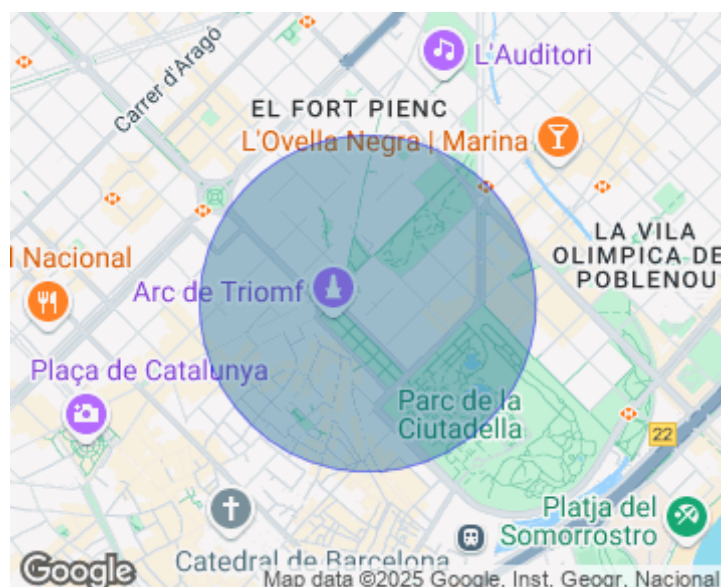 Carrer d'Aragó
L'Auditori
EL FORT PIENC
L'Ovella Negra | Marina
l Nacional
LA VILA
OLIMPICA DE
POBLENOU
Arc de Triomf
Plaça de Catalunya
Parc de la
Ciutadella
22
Platja del
Somorrostro
Catedral de Barcelona
Google
Map data ©2025 Google, Inst. Geogr. Nacional